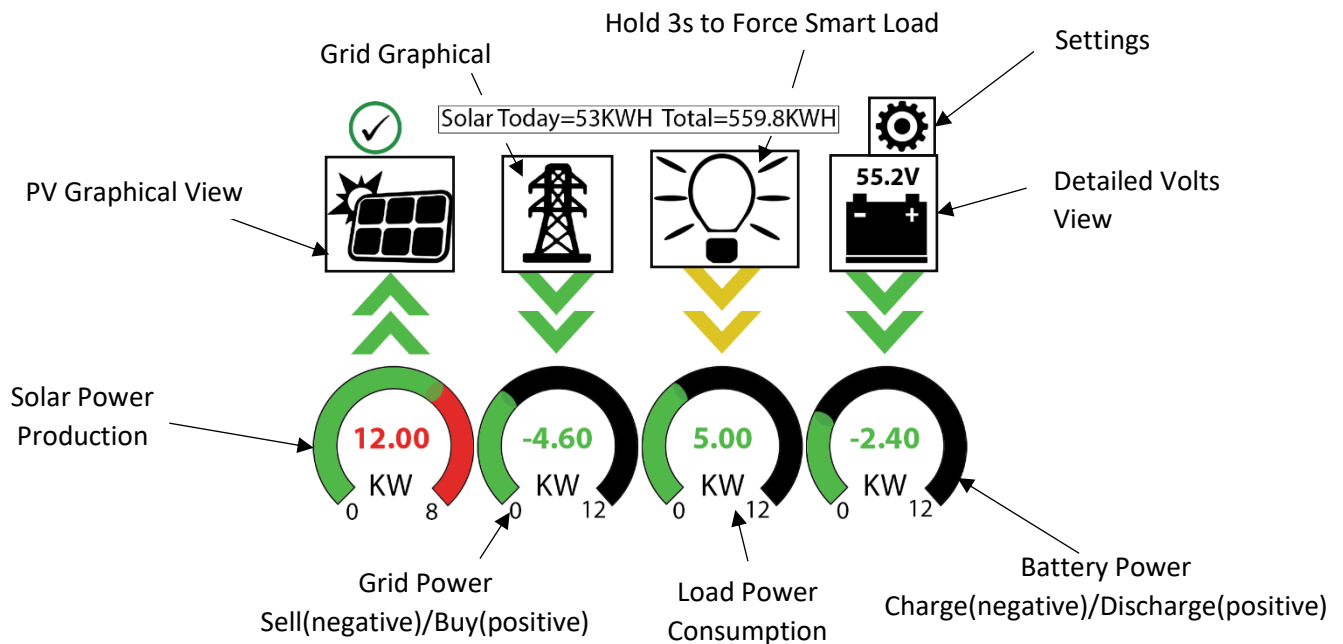 Hold 3s to Force Smart Load
Grid Graphical
Settings
Solar Today=53KWH Total=559.8KWH
PV Graphical View
55.2V
- +
Detailed Volts
View
Solar Power
Production
12.00
KW
0 8
-4.60
KW
0 12
5.00
KW
0 12
-2.40
KW
0 12
Grid Power
Sell(negative)/Buy(positive)
Load Power
Consumption
Battery Power
Charge(negative)/Discharge(positive)